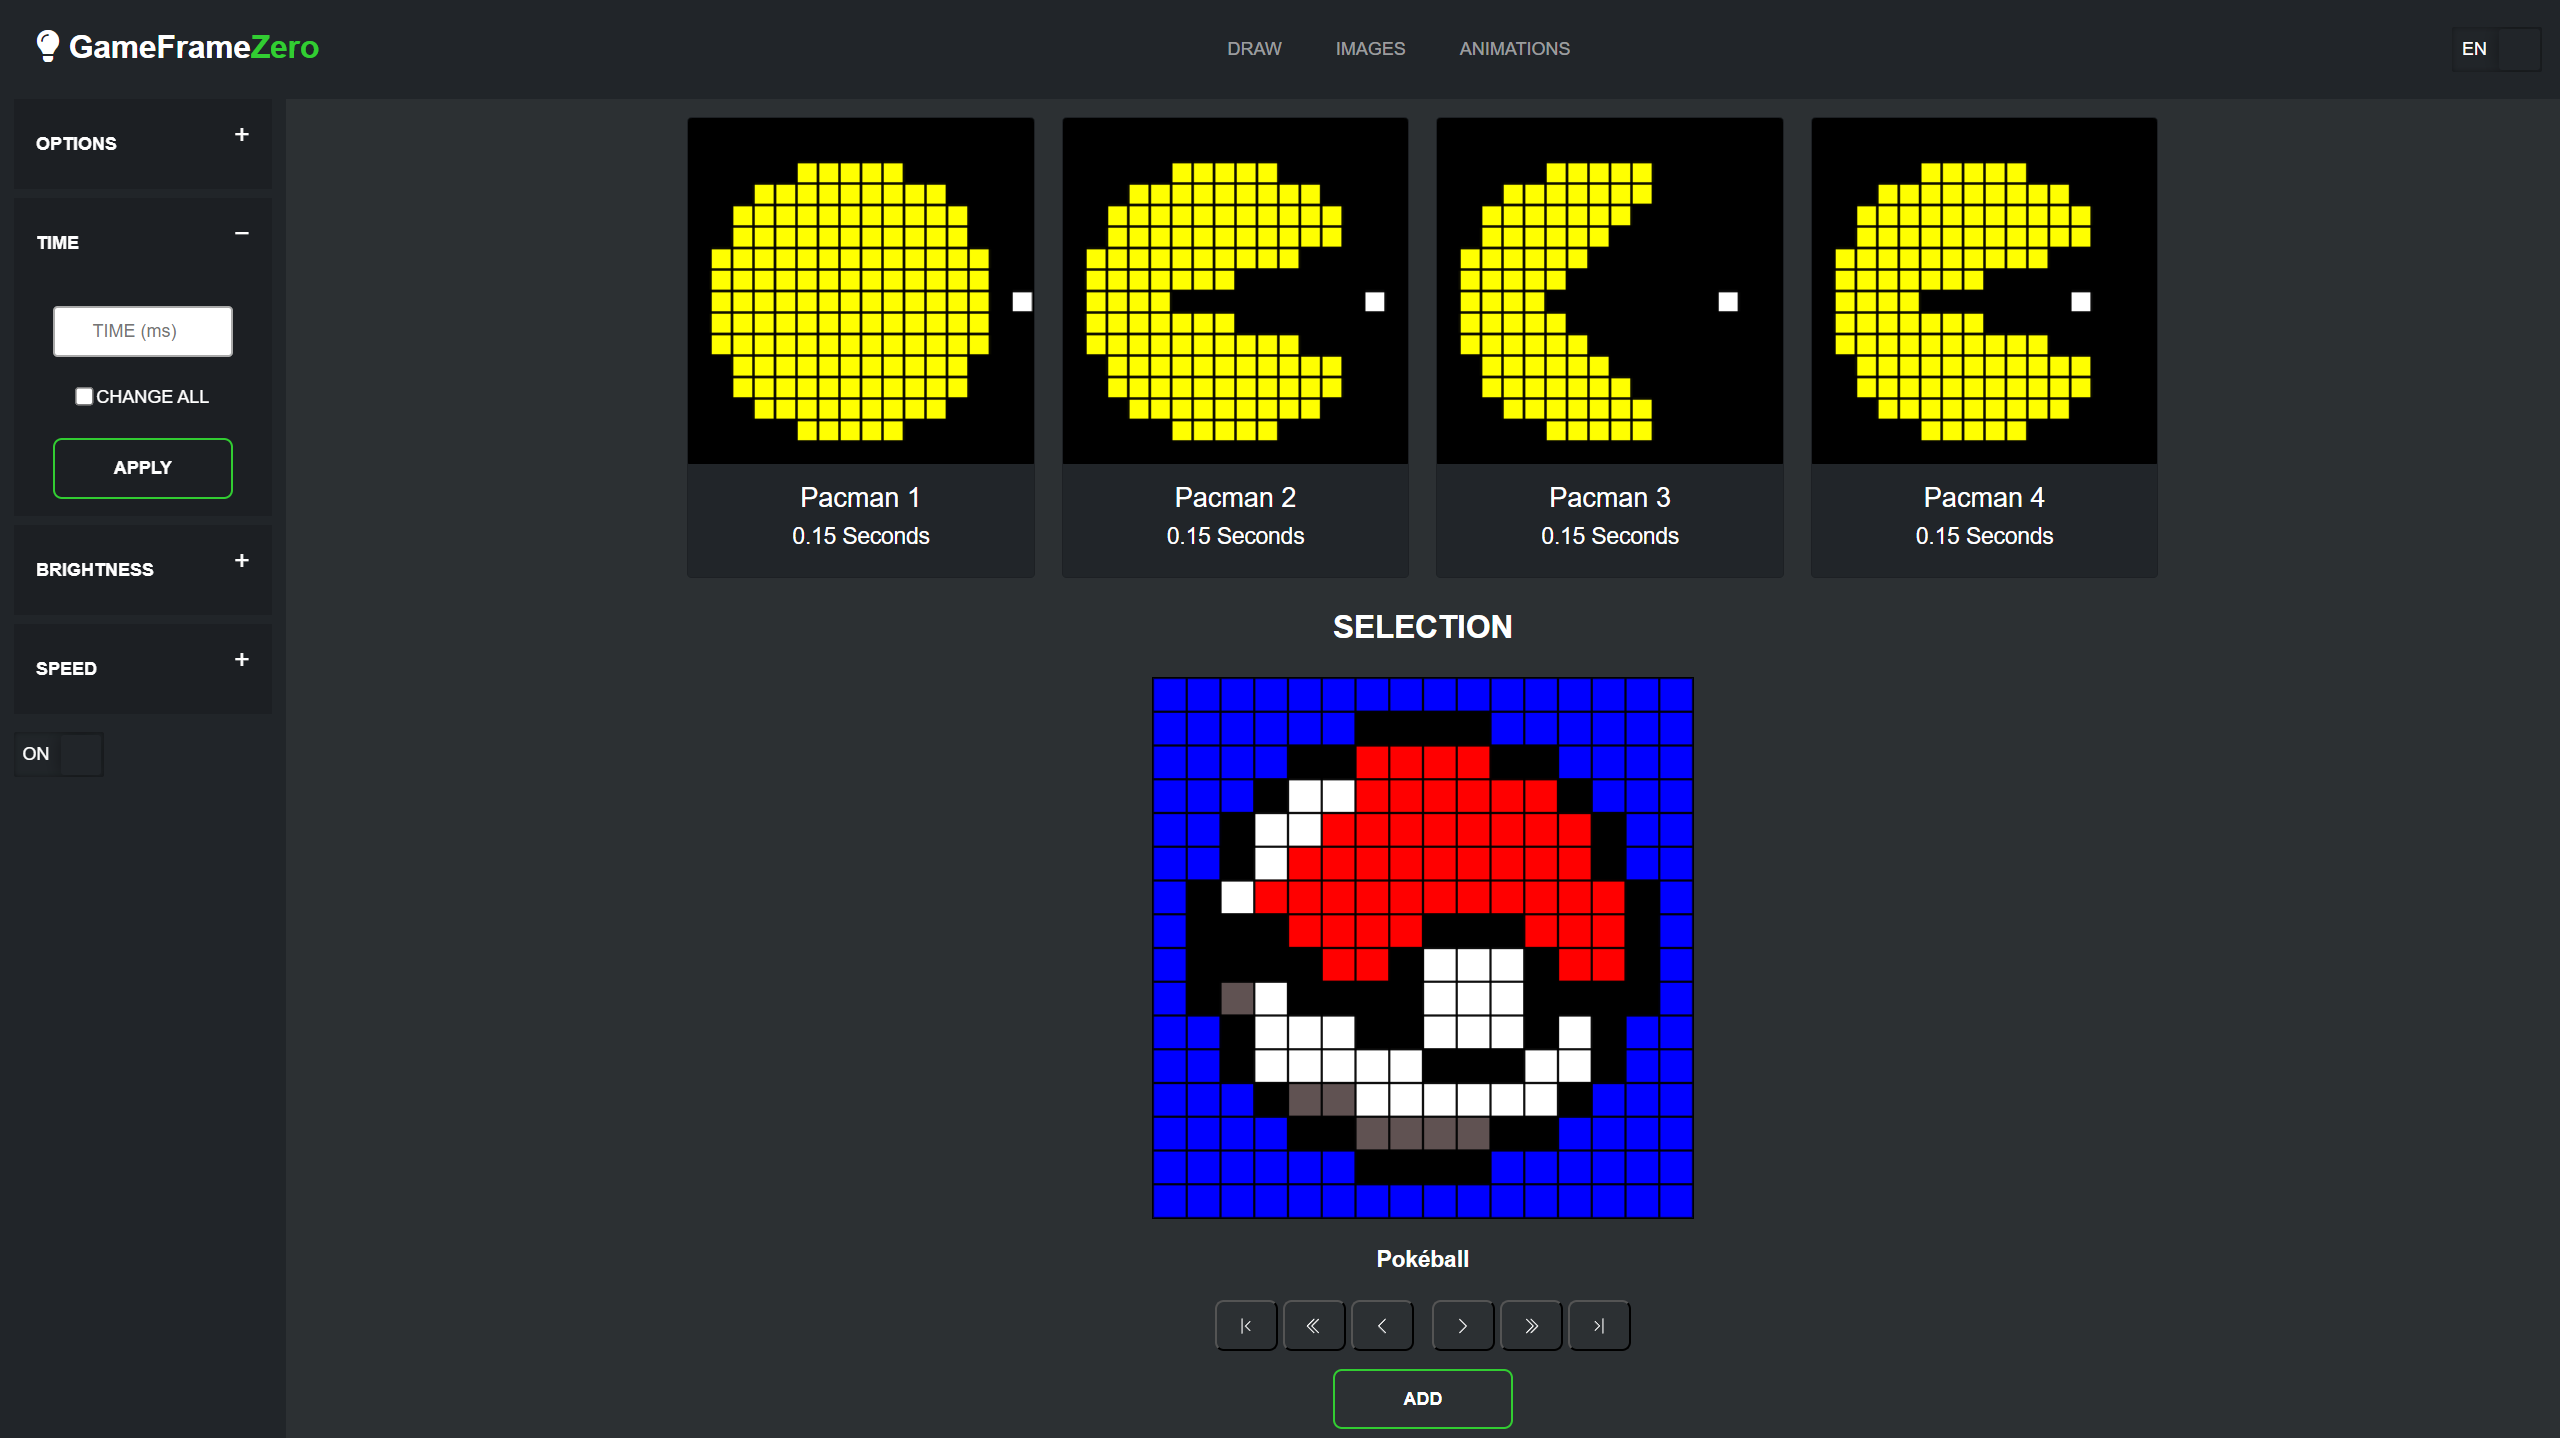 GameFrameZero
DRAW
IMAGES
ANIMATIONS
EN
OPTIONS
TIME
TIME (ms)
CHANGE ALL
APPLY
BRIGHTNESS
SPEED
ON
Pacman 1
0.15 Seconds
Pacman 2
0.15 Seconds
Pacman 3
0.15 Seconds
Pacman 4
0.15 Seconds
SELECTION
Pokéball
ADD